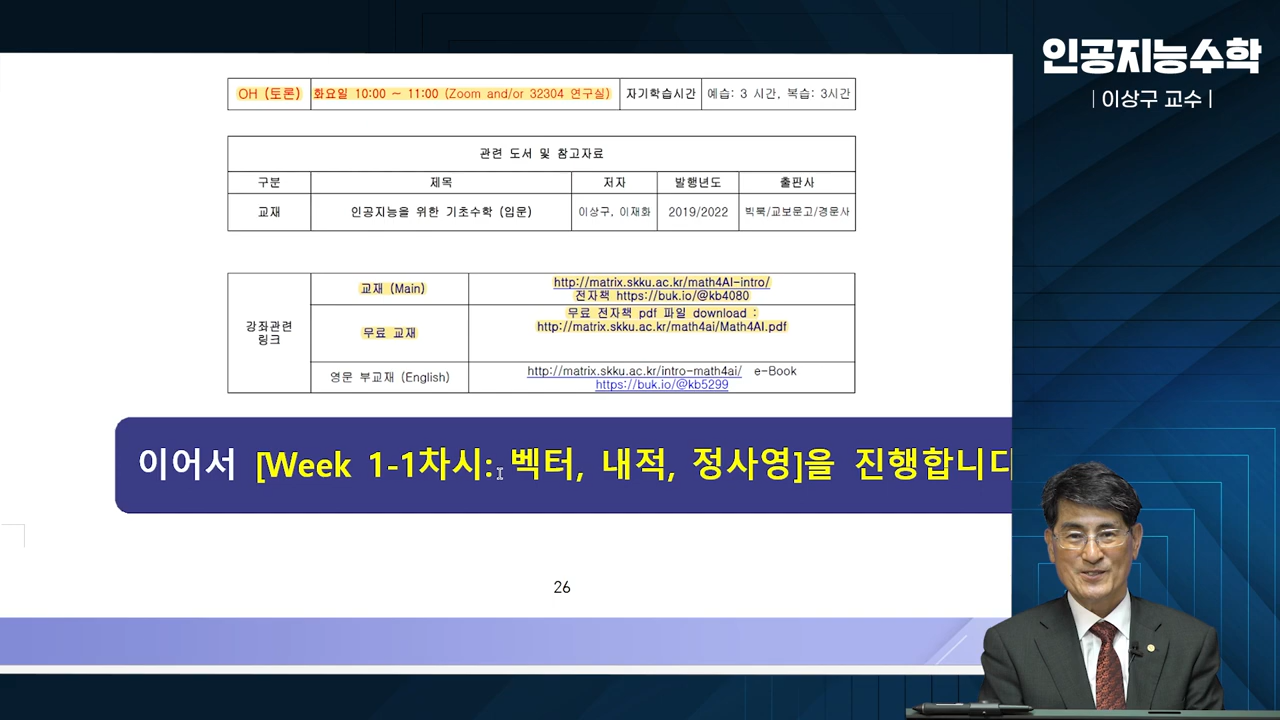 인공지능수학
| 이상구 교수 |
OH (토론) 화요일 10:00 ~ 11:00 (Zoom and/or 32304 연구실) 자기학습시간 예습: 3 시간, 복습: 3시간
관련 도서 및 참고자료
구분 제목 저자 발행년도 출판사
교재 인공지능을 위한 기초수학 (입문) 이상구, 이재화 2019/2022 빅북/교보문고/경문사
강좌관련
링크
교재 (Main)
http://matrix.skku.ac.kr/math4AI-intro/
전자책 https://buk.io/@kb4080
무료 교재
무료 전자책 pdf 파일 download :
http://matrix.skku.ac.kr/math4ai/Math4AI.pdf
영문 부교재 (English)
http://matrix.skku.ac.kr/intro-math4ai/ e-Book
https://buk.io/@kb5299
이어서 [Week 1-1차시: 벡터, 내적, 정사영]을 진행합니다
26